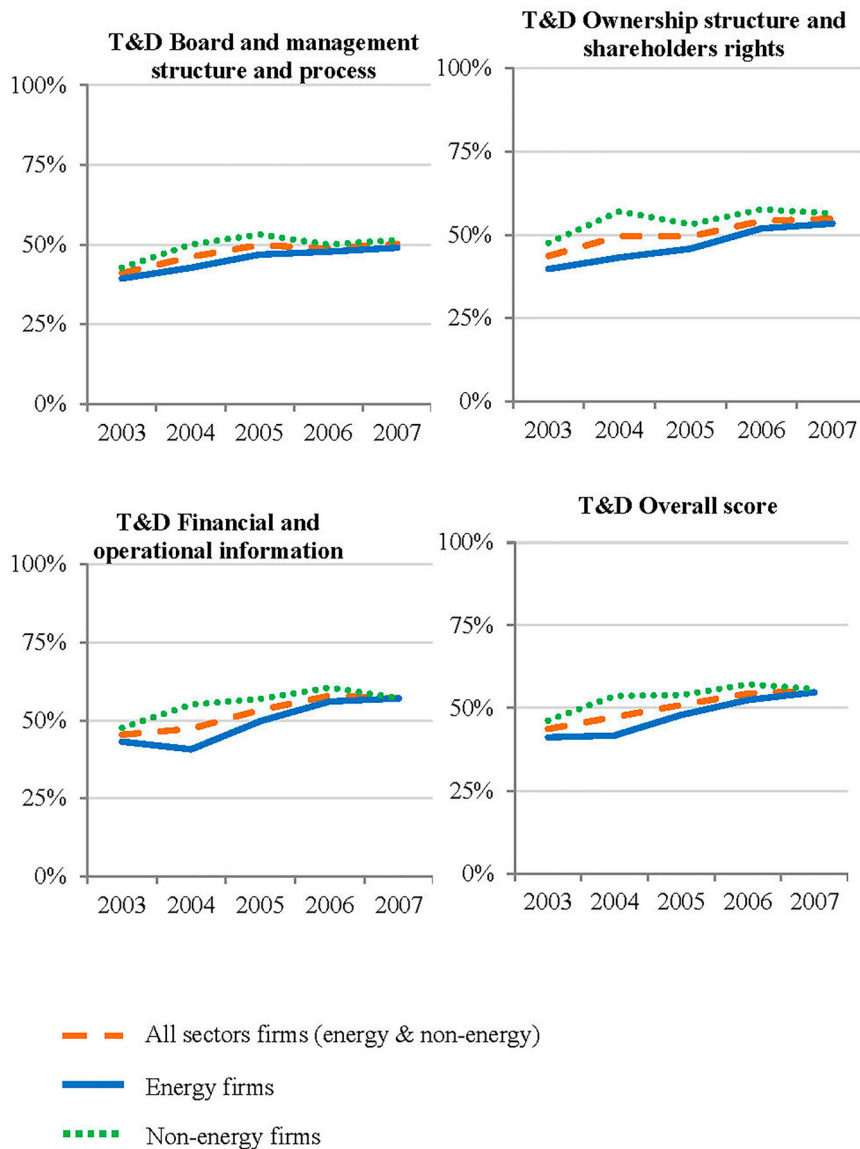 T&D Board and management
structure and process
100%
75%
50%
25%
0%
2003 2004 2005 2006 2007
T&D Ownership structure and
shareholders rights
100%
75%
50%
25%
0%
2003 2004 2005 2006 2007
T&D Financial and
operational information
100%
75%
50%
25%
0%
2003 2004 2005 2006 2007
T&D Overall score
100%
75%
50%
25%
0%
2003 2004 2005 2006 2007
All sectors firms (energy & non-energy)
Energy firms
Non-energy firms